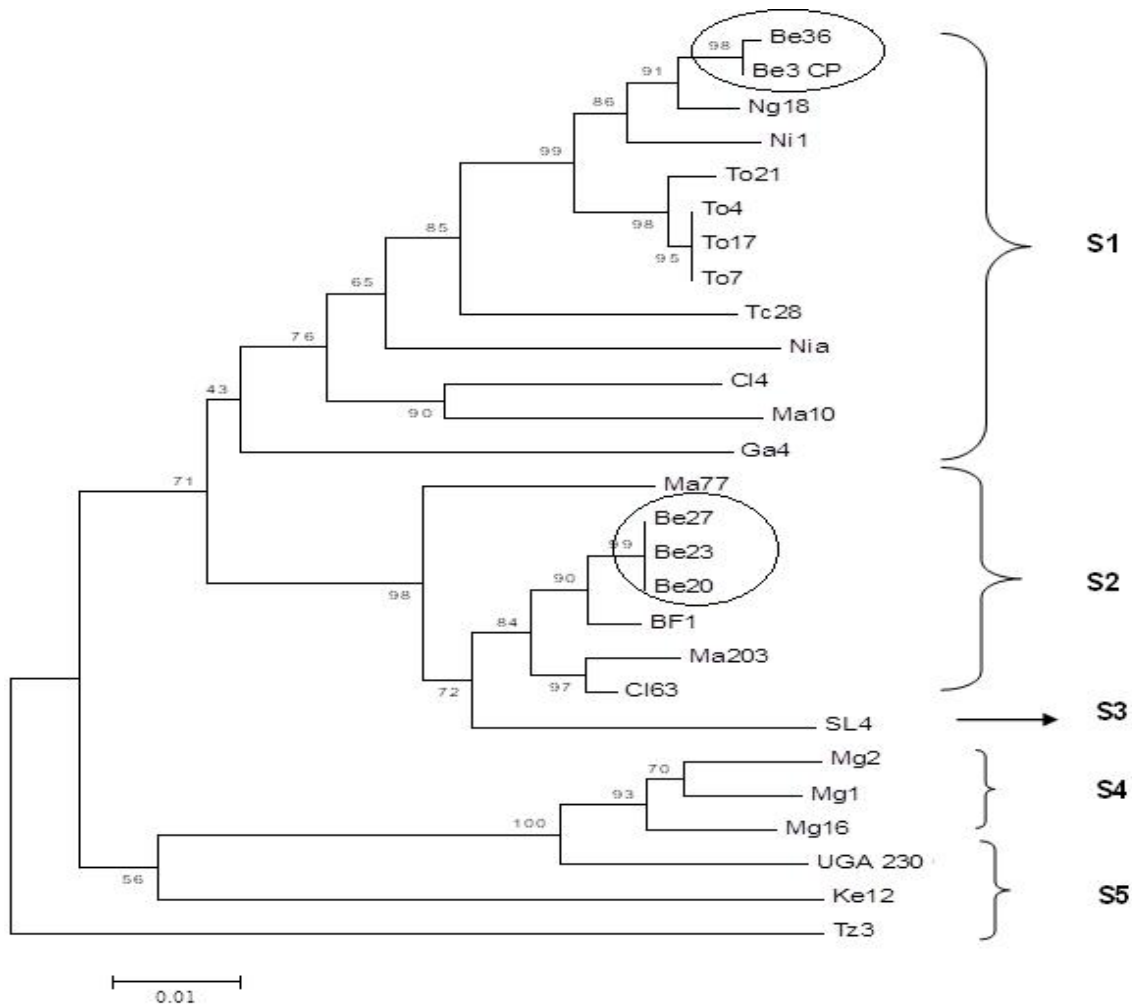 98
Be36
Be3 CP
91
Ng18
86
Ni1
99
To21
To4
98
To17
95
To7
S1
85
Tc28
65
Nia
76
Cl4
90
Ma10
43
Ga4
71
Ma77
Be27
99
Be23
90
Be20
98
BF1
84
Ma203
97
Cl63
72
S2
SL4
S3
Mg2
70
Mg1
93
Mg16
S4
100
UGA 230
56
Ke12
S5
Tz3
0.01